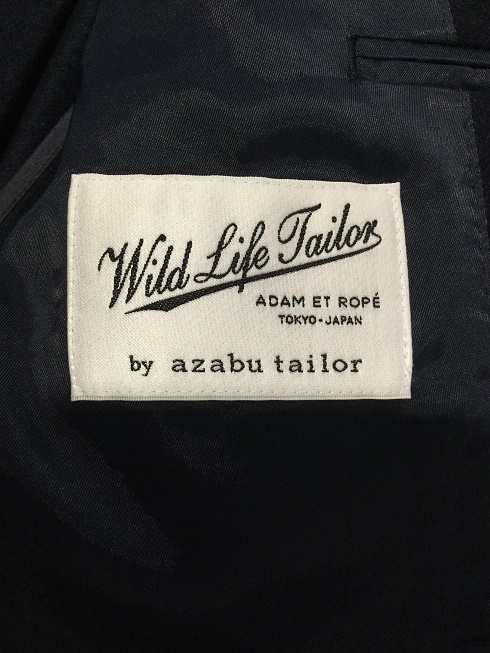 Wild Life Tailor
ADAM ET ROPÉ
TOKYO-JAPAN
by azabu tailor